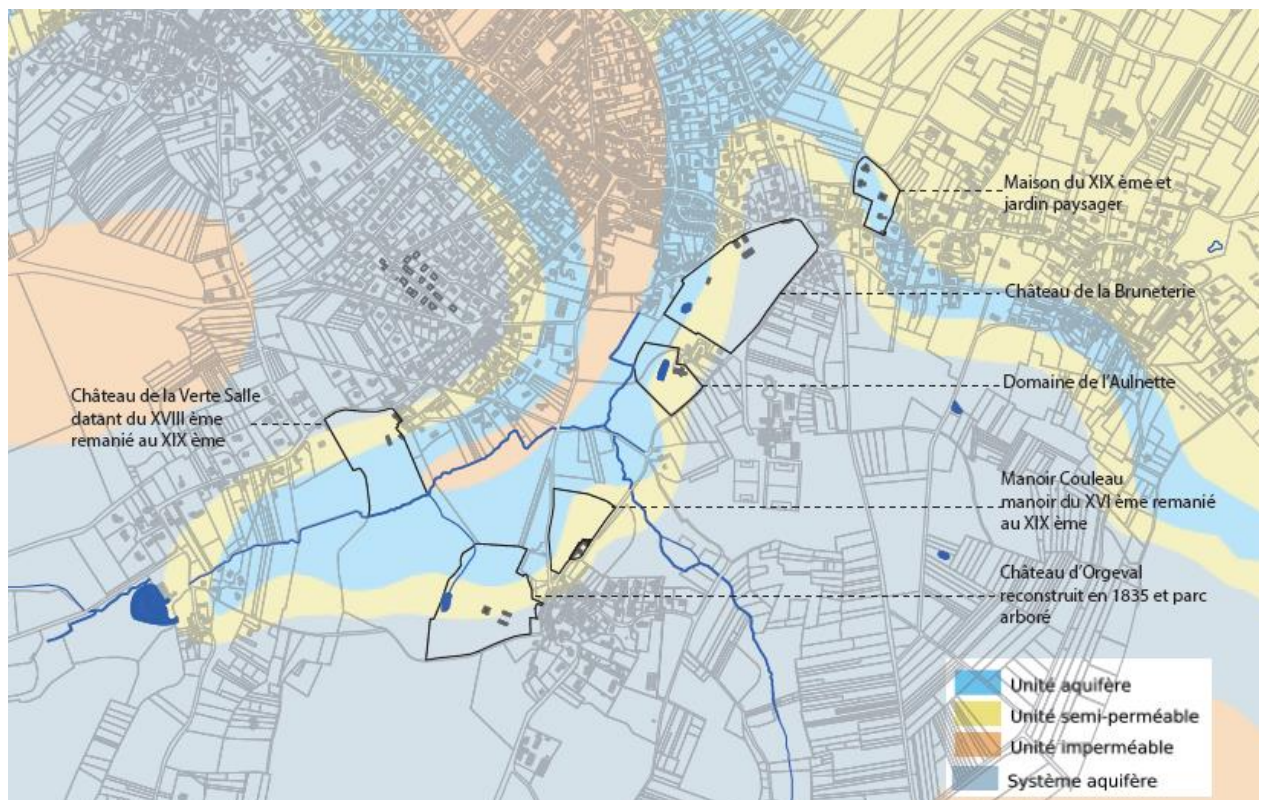 Maison du XIX ème et
jardin paysager
Château de la Bruneterie
Château de la Verte Salle
datant du XVIII ème
remanié au XIX ème
Domaine de l'Aulnette
Manoir Couleau
manoir du XVI ème remanié
au XIX ème
Château d'Orgeval
reconstruit en 1835 et parc
arboré
Unité aquifère
Unité semi-perméable
Unité imperméable
Système aquifère